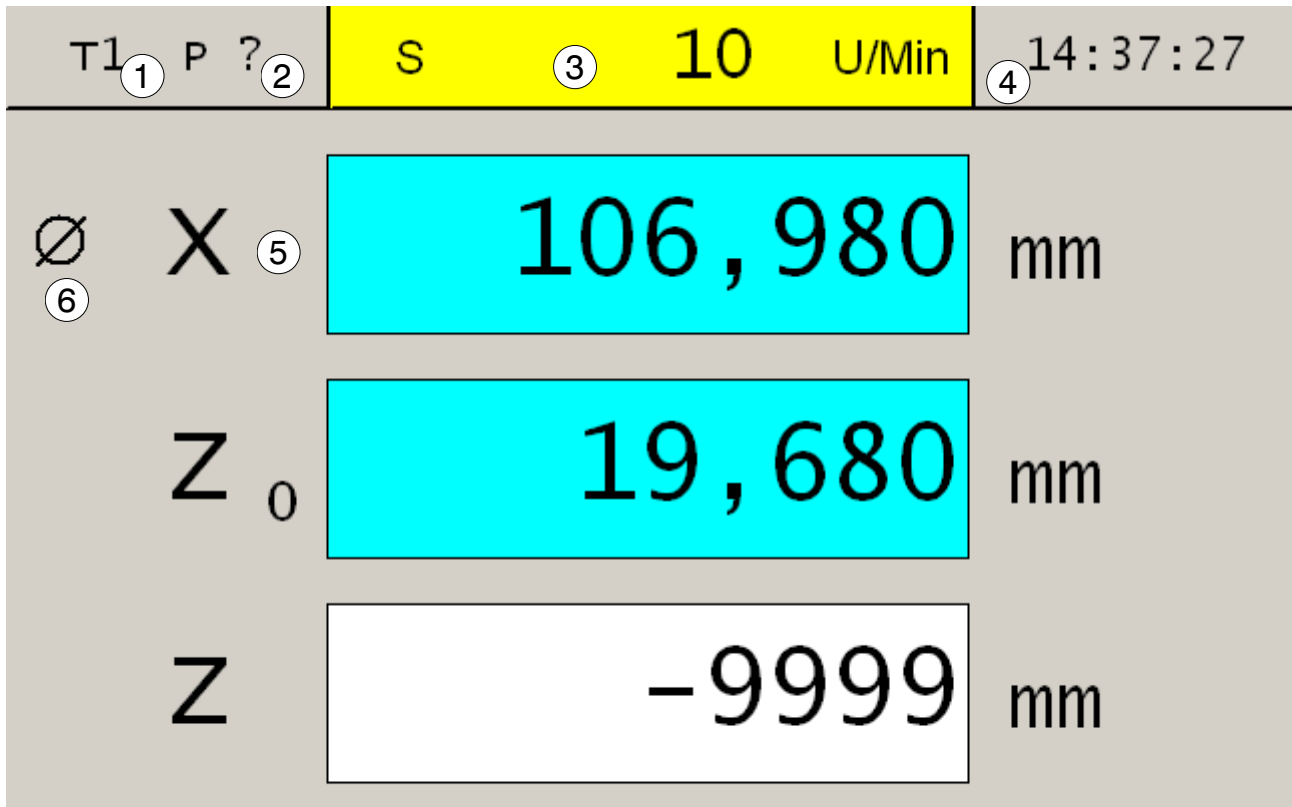 T1 ① P ? ② S ③ 10 U/Min ④ 14:37:27
∅ X ⑤ 106,980 mm
⑥
Z 0 19,680 mm
Z -9999 mm